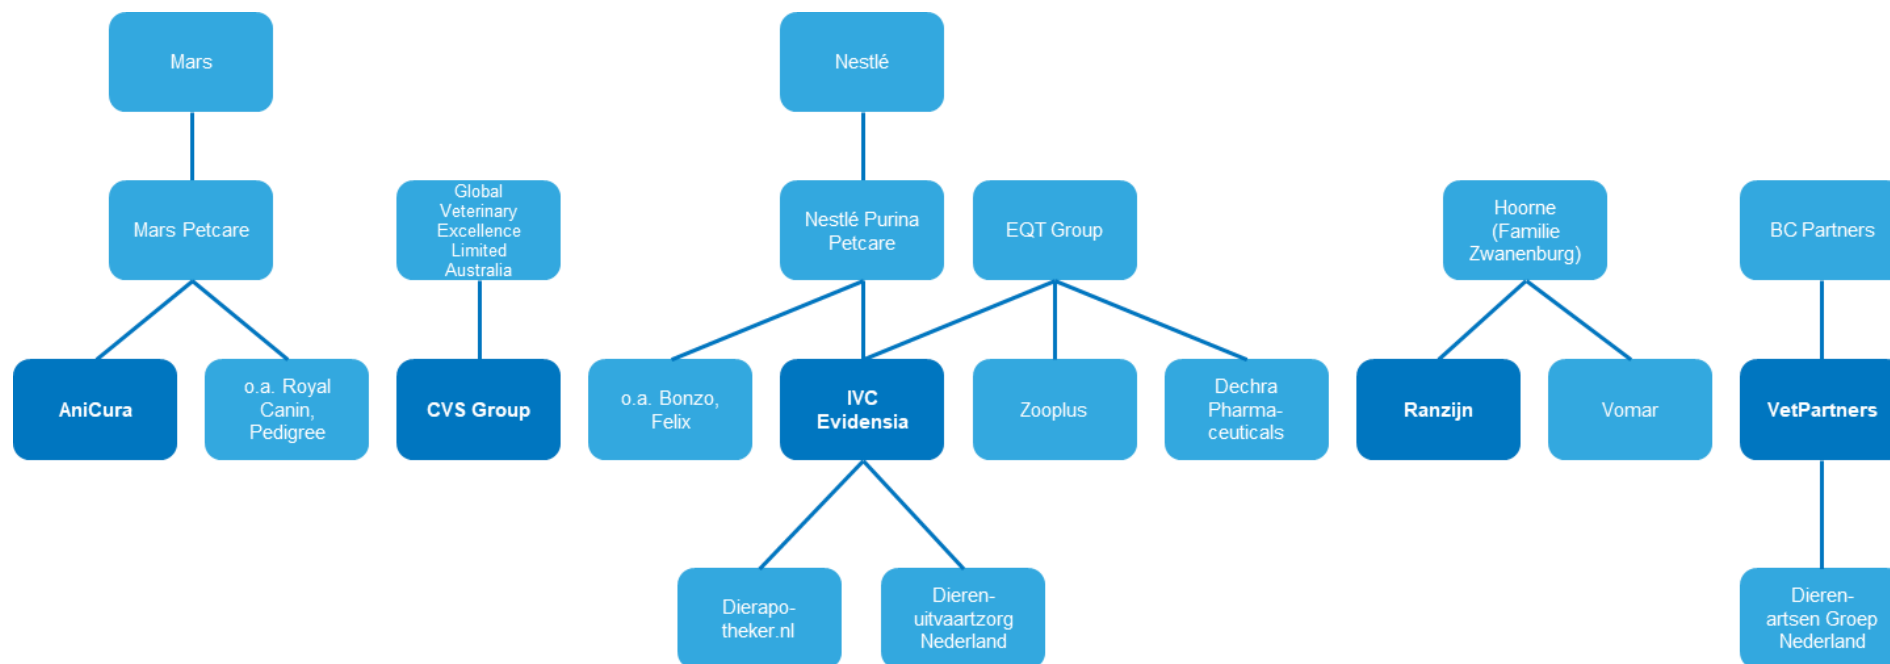 Mars
Nestlé
Mars Petcare
Global
Veterinary
Excellence
Limited
Australia
Nestlé Purina
Petcare
EQT Group
Hoorne
(Familie
Zwanenburg)
BC Partners
AniCura
o.a. Royal
Canin,
Pedigree
CVS Group
o.a. Bonzo,
Felix
IVC
Evidensia
Zooplus
Dechra
Pharma-
ceuticals
Ranzijn
Vomar
VetPartners
Dierapo-
theker.nl
Dieren-
uitvaartzorg
Nederland
Dieren-
artsen Groep
Nederland